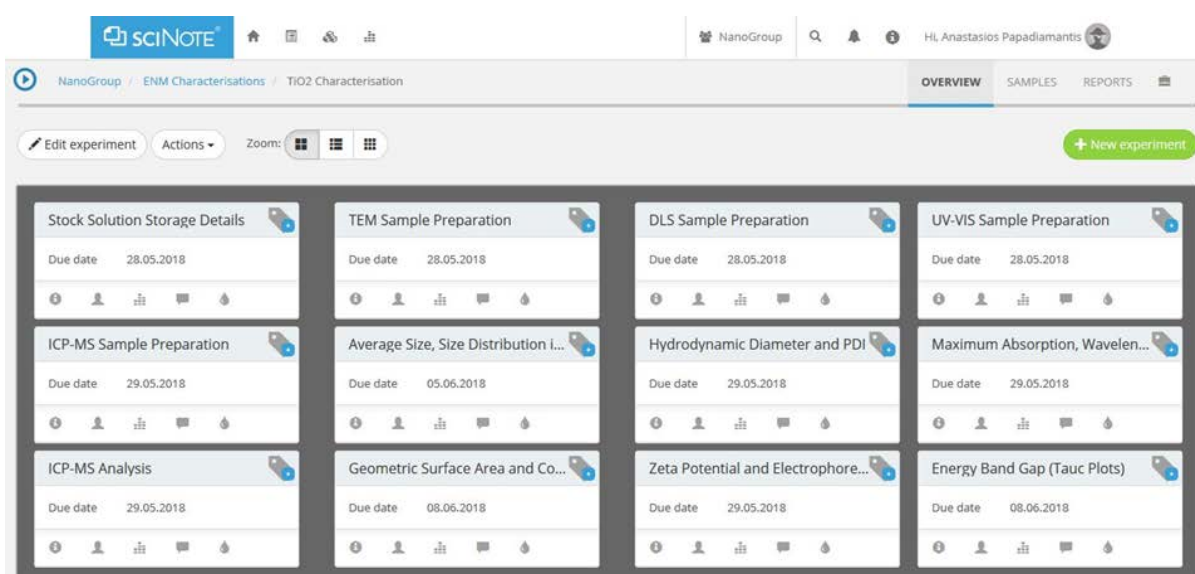 sciNOTE®
NanoGroup
Hi, Anastasios Papadiamantis
NanoGroup / ENM Characterisations / TiO2 Characterisation
OVERVIEW SAMPLES REPORTS
Edit experiment Actions Zoom:
+ New experiment
Stock Solution Storage Details
Due date 28.05.2018
TEM Sample Preparation
Due date 28.05.2018
DLS Sample Preparation
Due date 28.05.2018
UV-VIS Sample Preparation
Due date 28.05.2018
ICP-MS Sample Preparation
Due date 29.05.2018
Average Size, Size Distribution i...
Due date 05.06.2018
Hydrodynamic Diameter and PDI
Due date 29.05.2018
Maximum Absorption, Wavelen...
Due date 29.05.2018
ICP-MS Analysis
Due date 29.05.2018
Geometric Surface Area and Co...
Due date 08.06.2018
Zeta Potential and Electrophore...
Due date 29.05.2018
Energy Band Gap (Tauc Plots)
Due date 08.06.2018